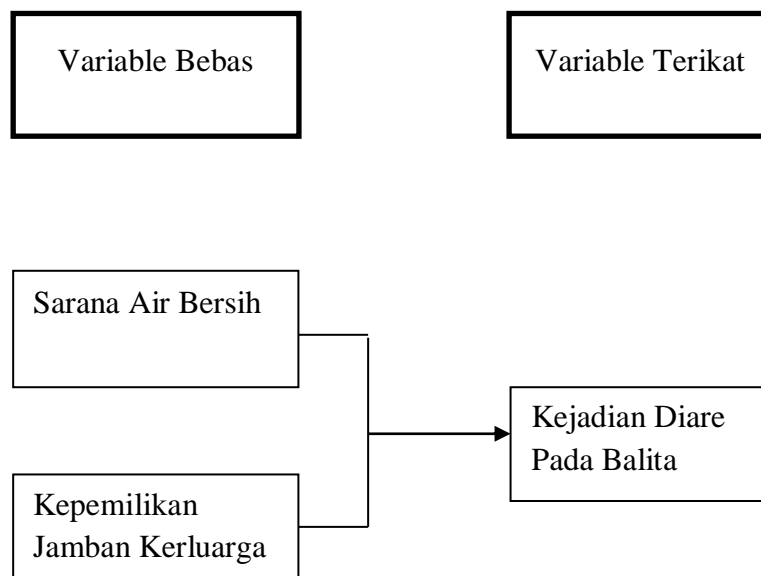 Variable Bebas
Variable Terikat
Sarana Air Bersih
Kejadian Diare
Pada Balita
Kepemilikan
Jamban Kerluarga